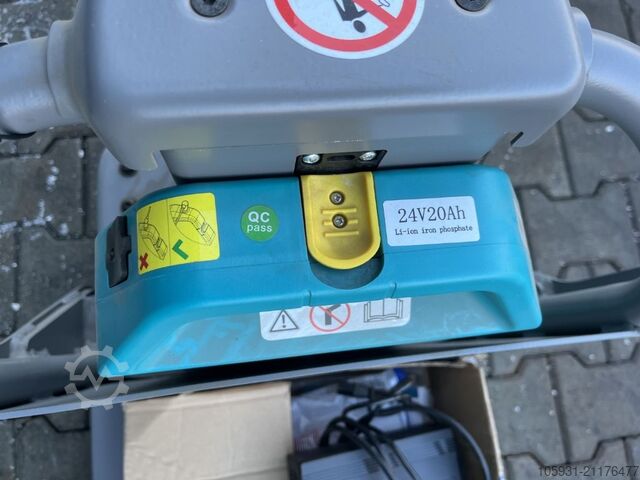 QC
pass
24V20Ah
Li-ion iron phosphate
105931-21176477